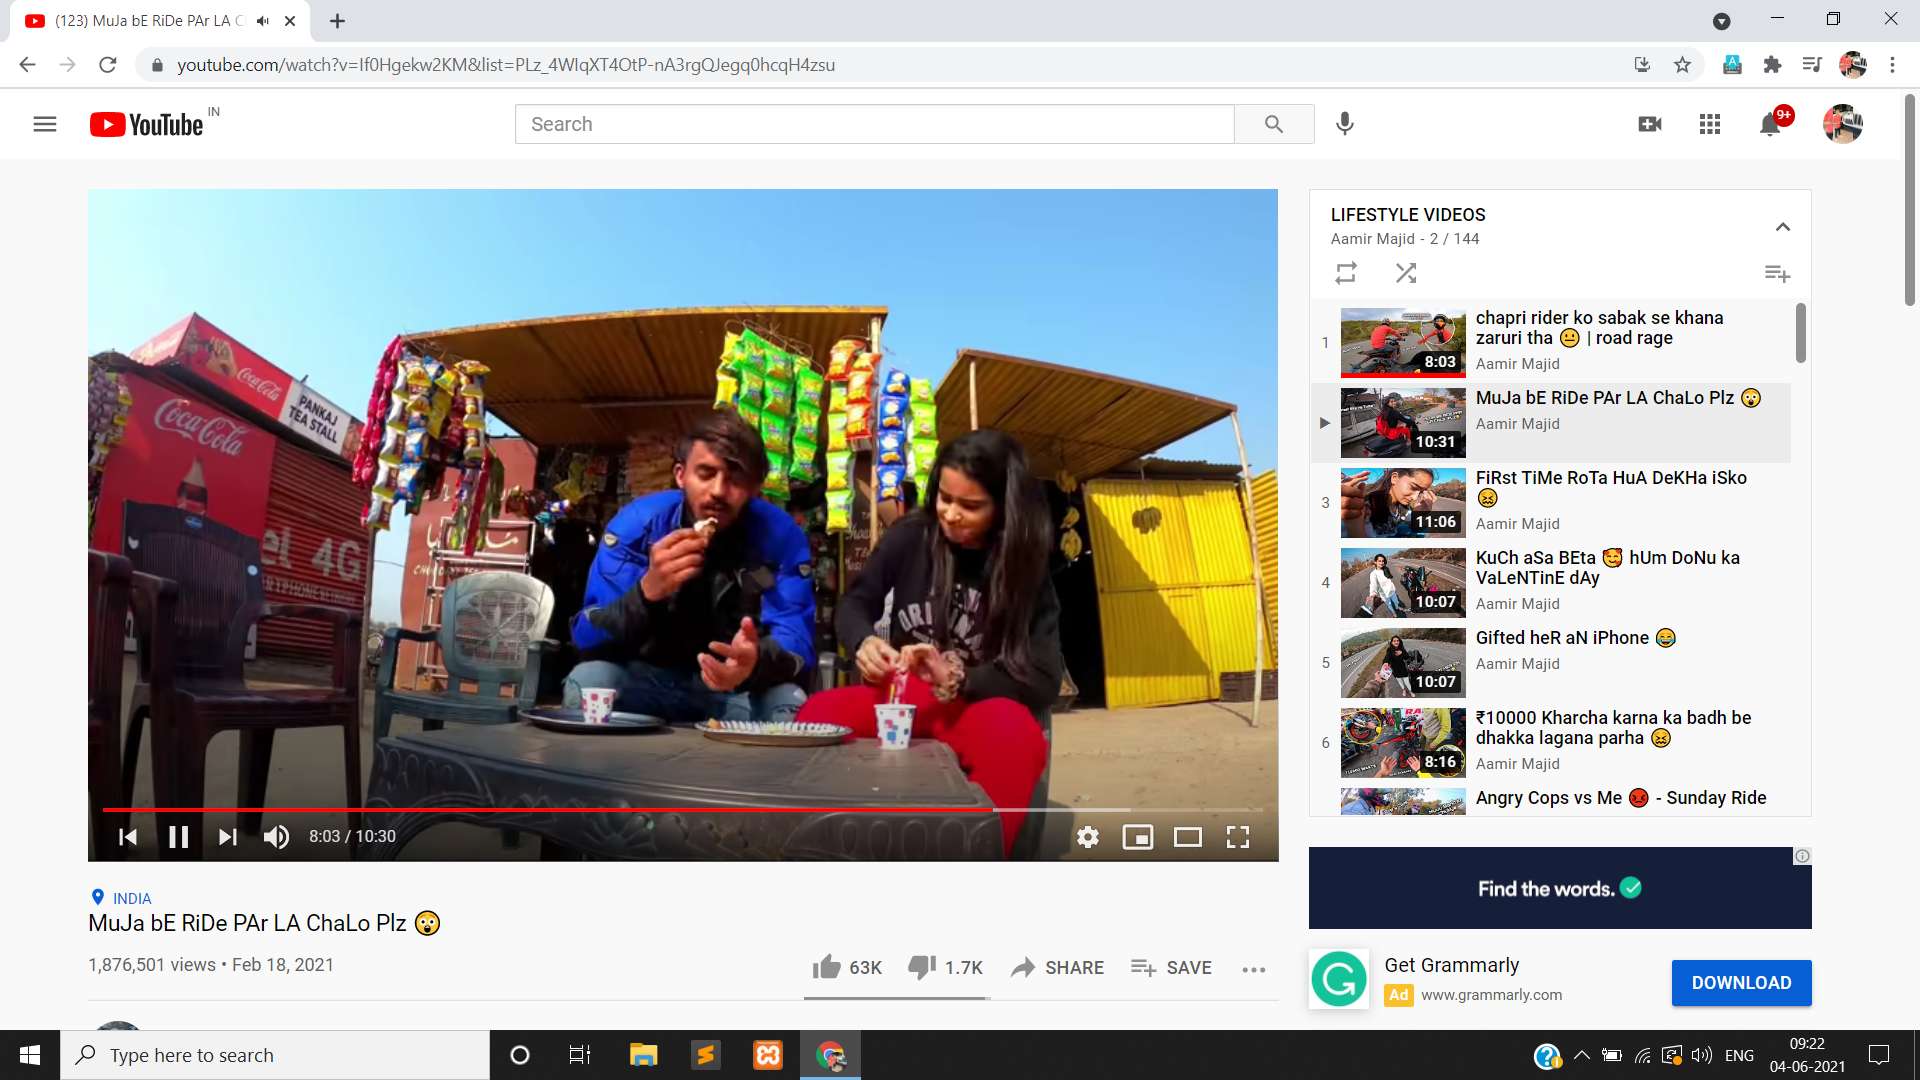 (123) MuJa bE RiDe PAr LA C
youtube.com/watch?v=If0Hgekw2KM&list=PLz_4WIqXT4OtP-nA3rgQJegq0hcqH4zsu
YouTube IN
Search
9+
Coca-Cola
Coca-Cola
PANKAJ
TEA STALL
el 4G
8:03 / 10:30
INDIA
MuJa bE RiDe PAr LA ChaLo Plz 😲
1,876,501 views • Feb 18, 2021
63K
1.7K
SHARE
SAVE
LIFESTYLE VIDEOS
Aamir Majid - 2 / 144
1
8:03
chapri rider ko sabak se khana
zaruri tha 😐 | road rage
Aamir Majid
10:31
MuJa bE RiDe PAr LA ChaLo Plz 😲
Aamir Majid
3
11:06
FiRst TiMe RoTa HuA DeKHa iSko
😖
Aamir Majid
4
10:07
KuCh aSa BEta 🥰 hUm DoNu ka
VaLeNTinE dAy
Aamir Majid
5
10:07
Gifted heR aN iPhone 😂
Aamir Majid
6
8:16
₹10000 Kharcha karna ka badh be
dhakka lagana parha 😖
Aamir Majid
Angry Cops vs Me 😡 - Sunday Ride
Find the words.
Get Grammarly
Ad www.grammarly.com
DOWNLOAD
Type here to search
ENG
09:22
04-06-2021